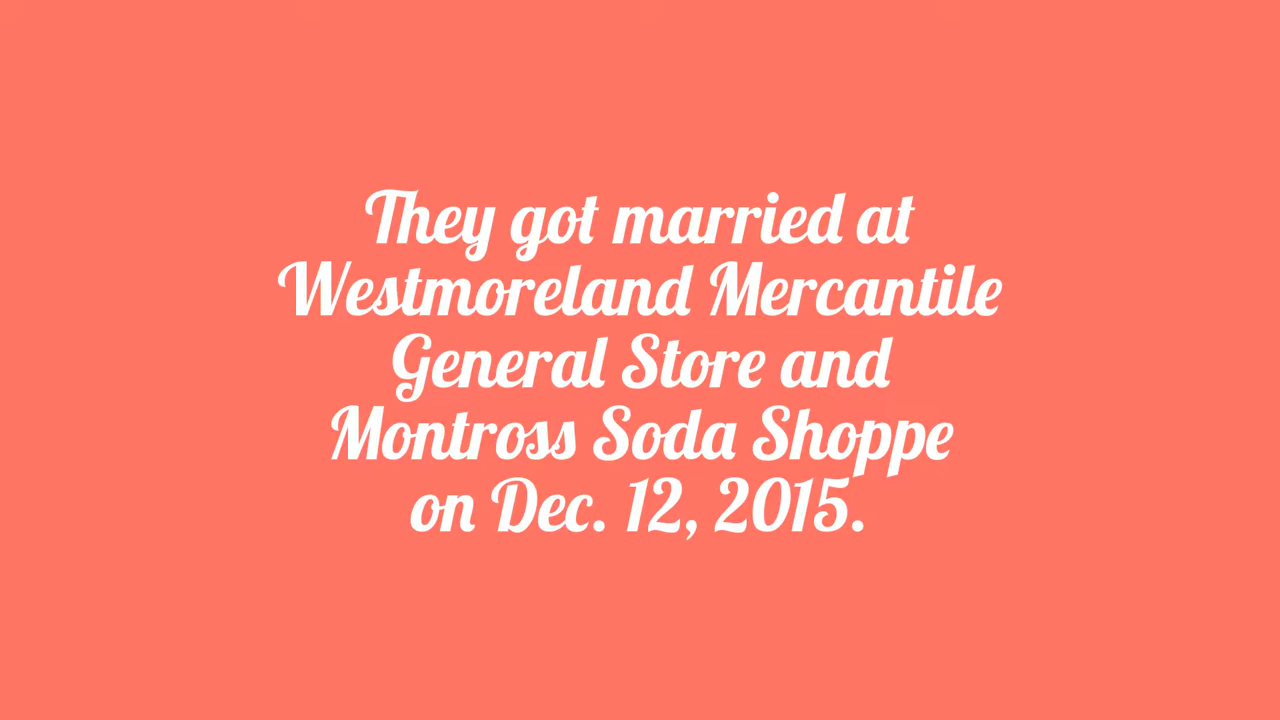 They got married at
Westmoreland Mercantile
General Store and
Montross Soda Shoppe
on Dec. 12, 2015.